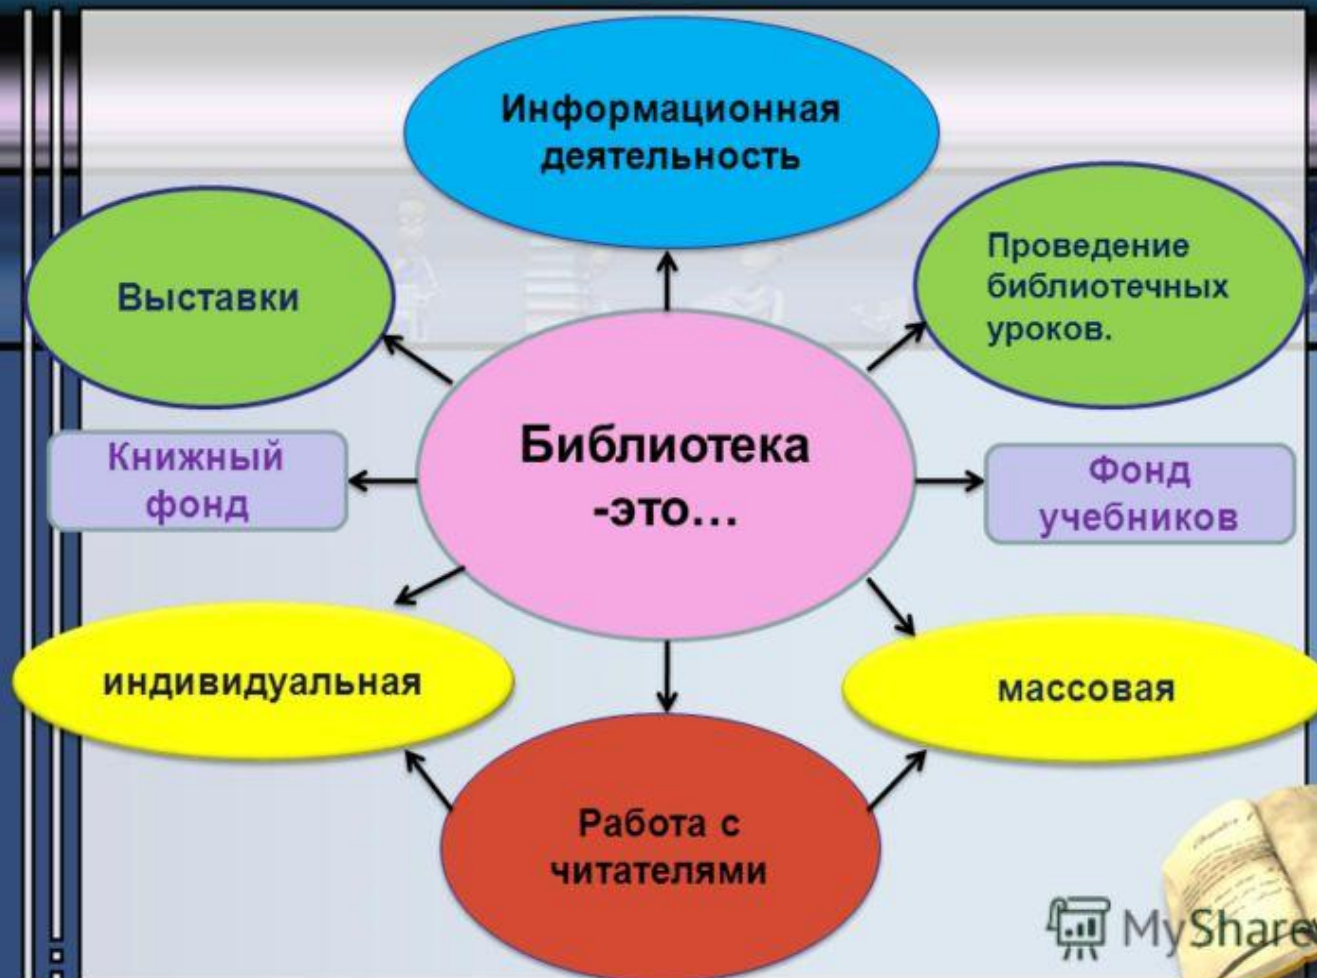 Информационная
деятельность
Выставки
Проведение
библиотечных
уроков.
Библиотека
-это...
Книжный
фонд
Фонд
учебников
индивидуальная
массовая
Работа с
читателями
MyShare